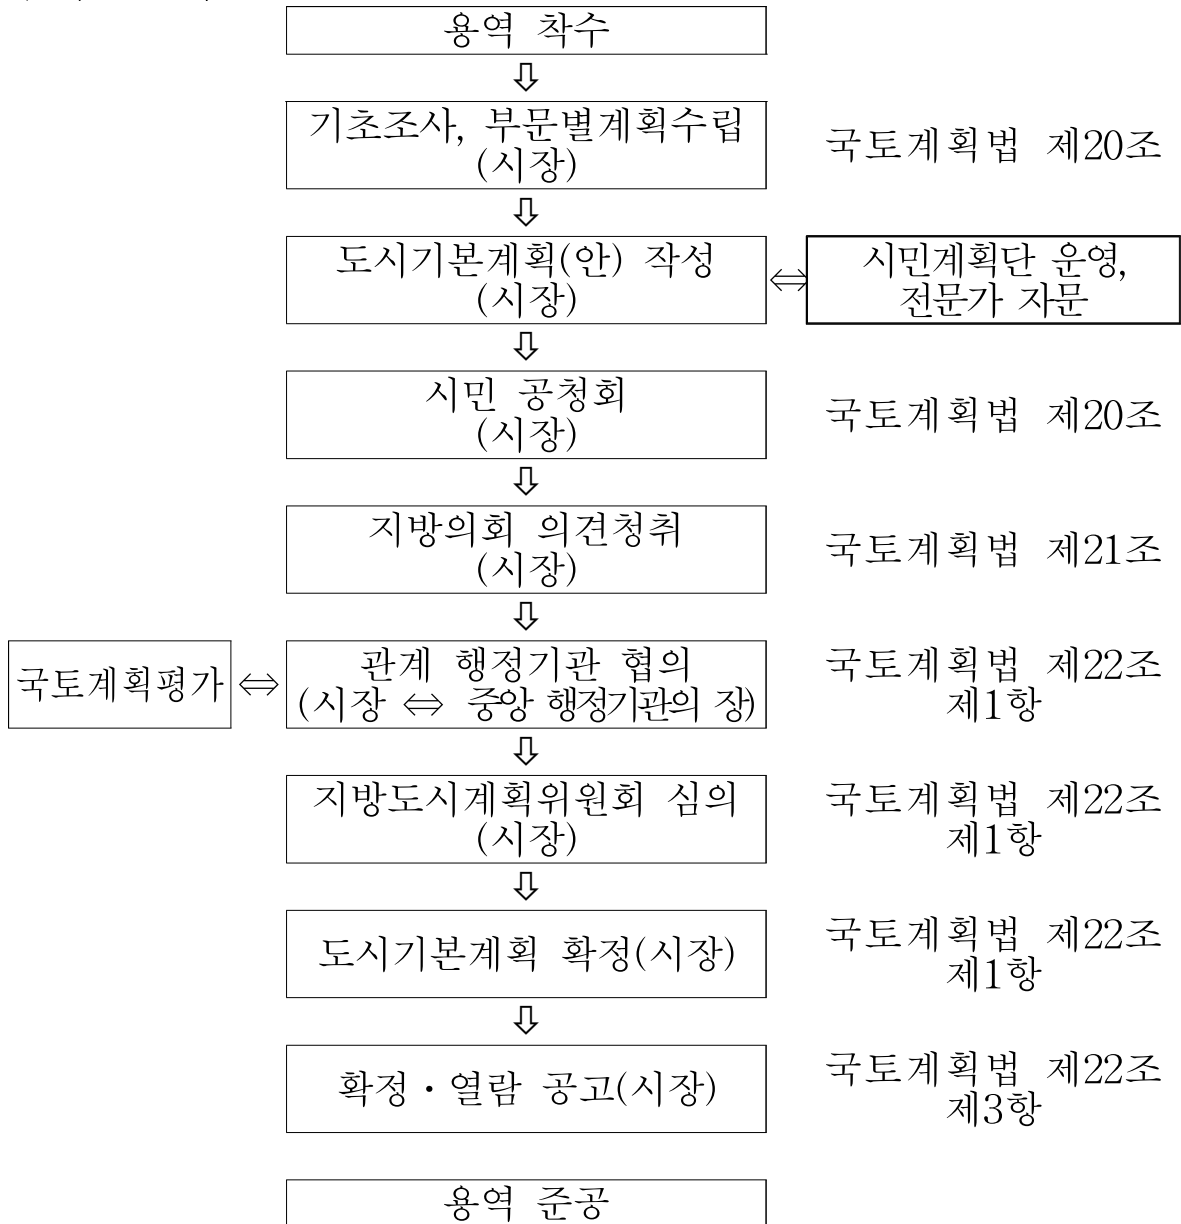 용역 착수
⇩
기초조사, 부문별계획수립
(시장)
국토계획법 제20조
⇩
도시기본계획(안) 작성
(시장)
⇔
시민계획단 운영,
전문가 자문
⇩
시민 공청회
(시장)
국토계획법 제20조
⇩
지방의회 의견청취
(시장)
국토계획법 제21조
⇩
국토계획평가
⇔
관계 행정기관 협의
(시장 ⇔ 중앙 행정기관의 장)
국토계획법 제22조
제1항
⇩
지방도시계획위원회 심의
(시장)
국토계획법 제22조
제1항
⇩
도시기본계획 확정(시장)
국토계획법 제22조
제1항
⇩
확정・열람 공고(시장)
국토계획법 제22조
제3항
용역 준공